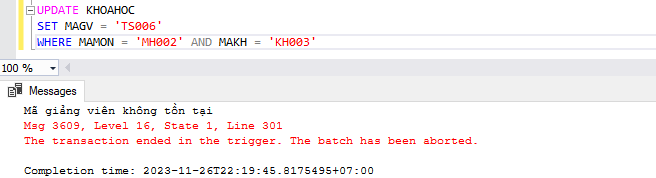 UPDATE KHOAHOC
SET MAGV = 'TS006'
WHERE MAMON = 'MH002' AND MAKH = 'KH003'
100 %
Messages
Mã giảng viên không tồn tại
Msg 3609, Level 16, State 1, Line 301
The transaction ended in the trigger. The batch has been aborted.
Completion time: 2023-11-26T22:19:45.8175495+07:00